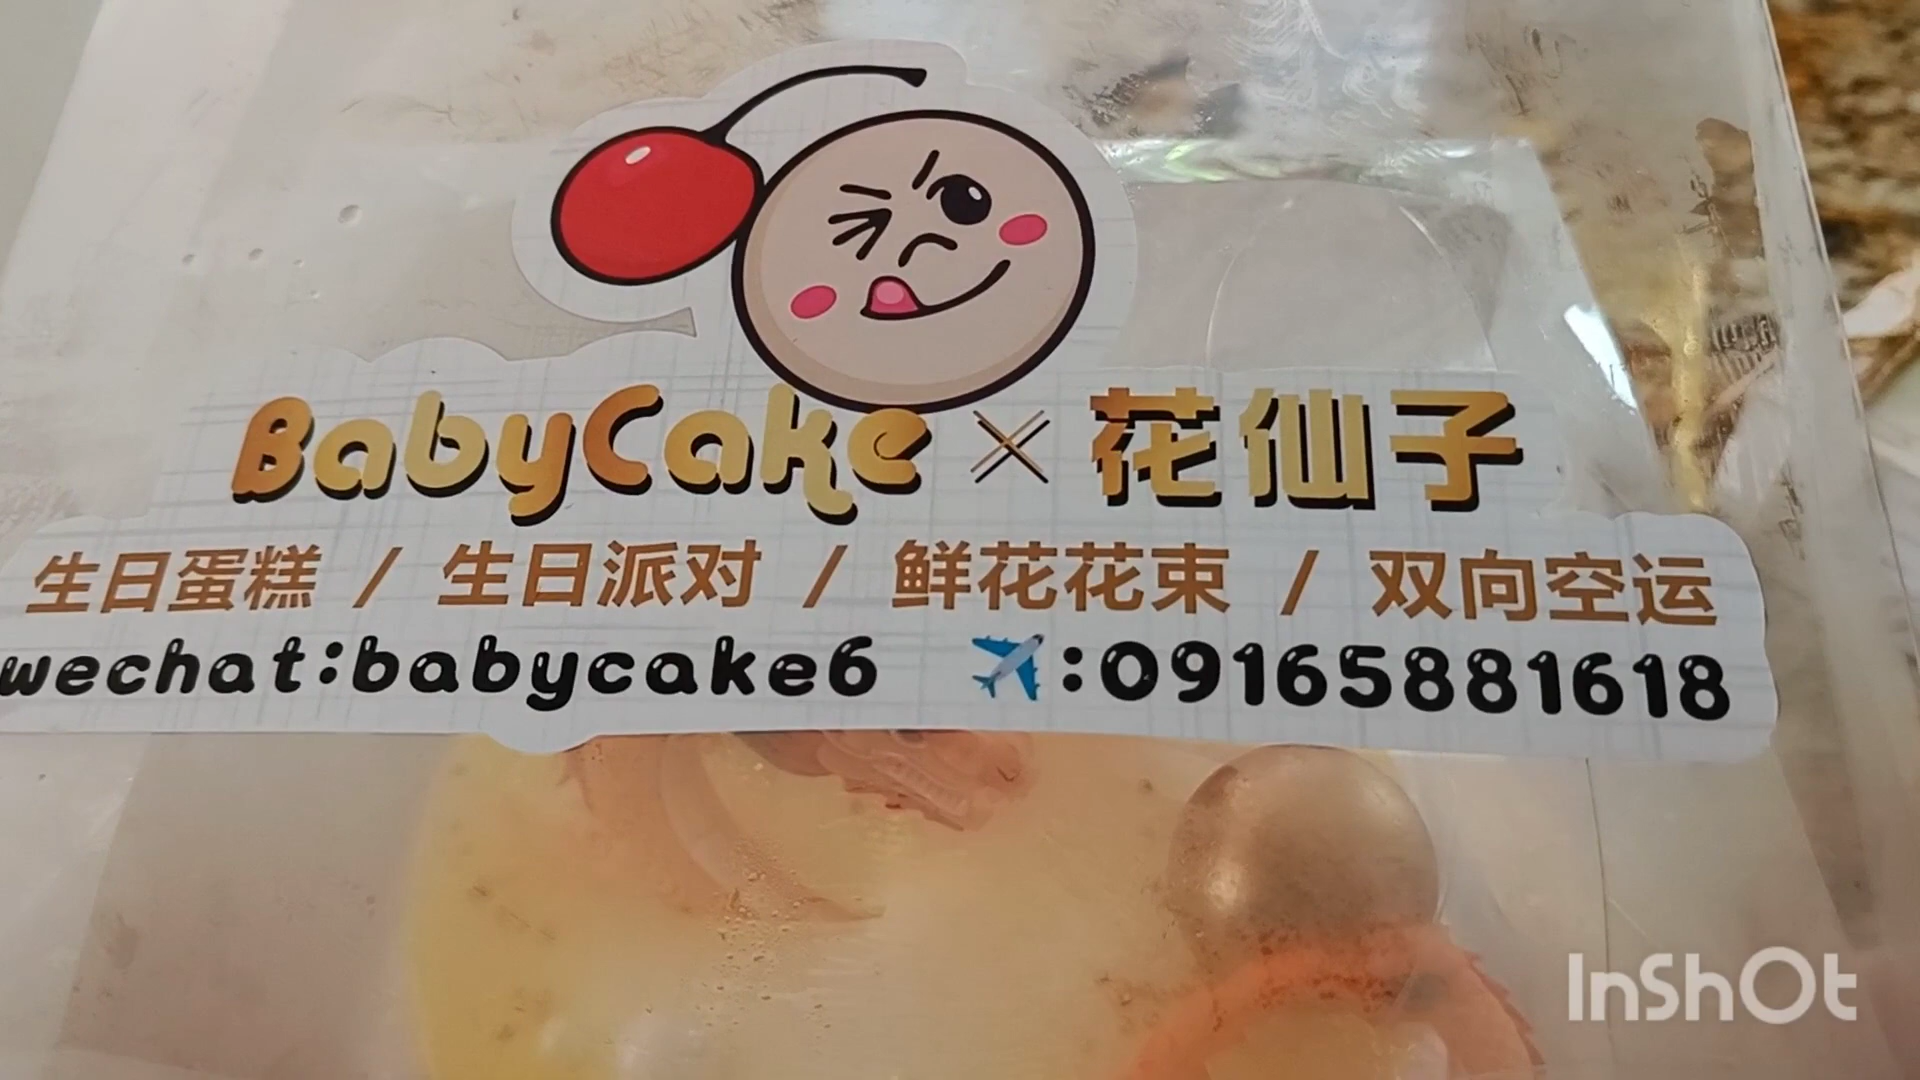 BabyCake × 花仙子
生日蛋糕 / 生日派对 / 鲜花花束 / 双向空运
wechat:babycake6 ✈️:09165881618
InShOt